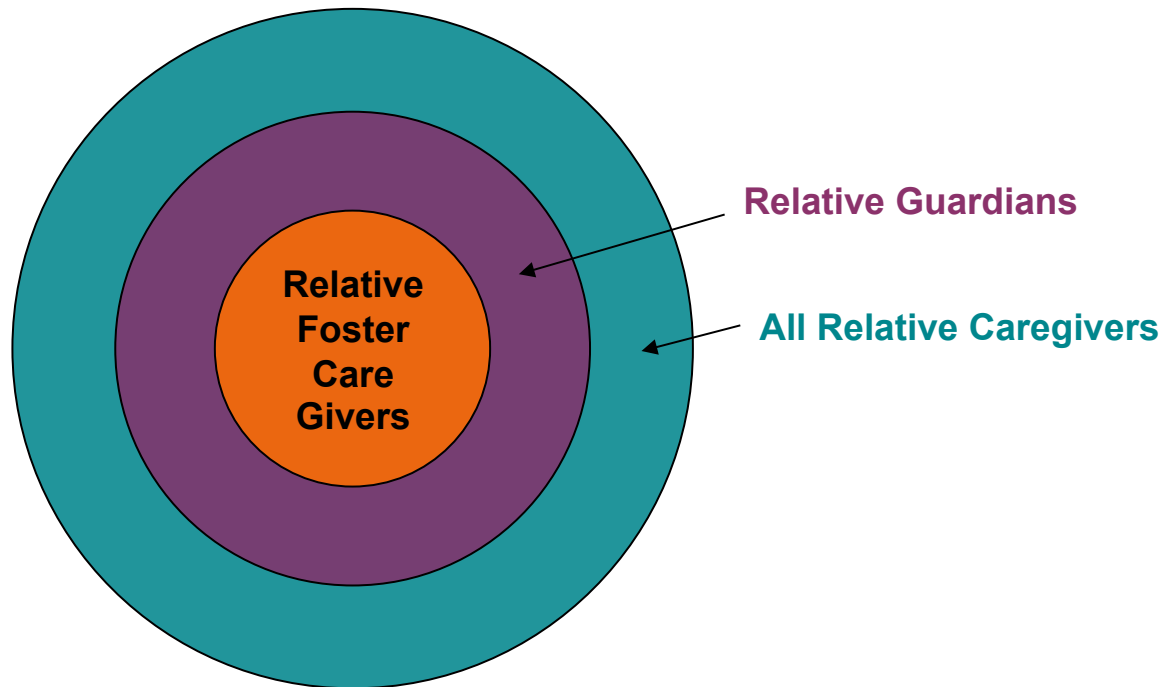 Relative Guardians
Relative
Foster
Care
Givers
All Relative Caregivers